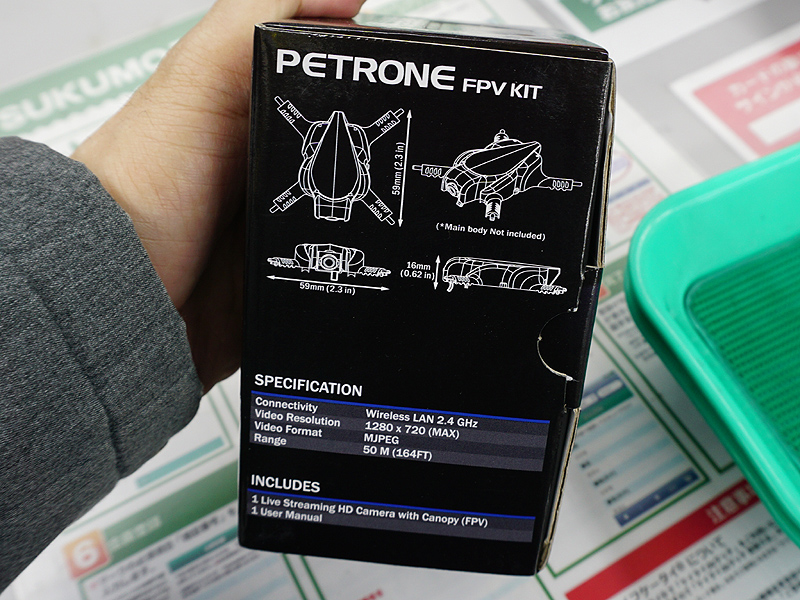 PETRONE FPV KIT
59mm (2.3 in)
(*Main body Not included)
16mm
(0.62 in)
59mm (2.3 in)
SPECIFICATION
Connectivity Wireless LAN 2.4 GHz
Video Resolution 1280 x 720 (MAX)
Video Format MJPEG
Range 50 M (164FT)
INCLUDES
1 Live Streaming HD Camera with Canopy (FPV)
1 User Manual
SUKUMO
6